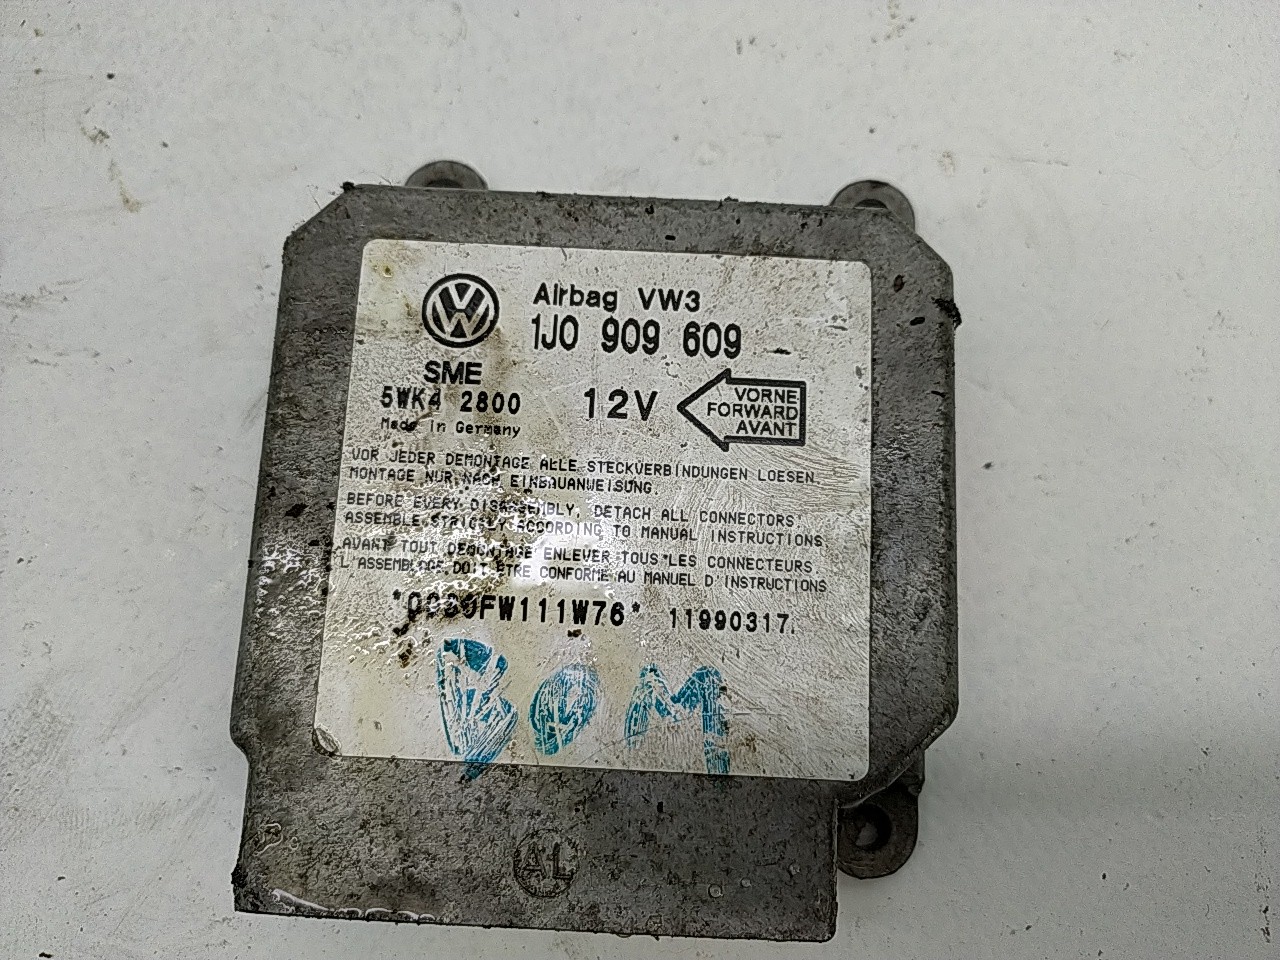 Airbag VW3
1J0 909 609
SME
5WK4 2800
12V
VORNE
FORWARD
AVANT
Made in Germany
VOR JEDER DEMONTAGE ALLE STECKVERBINDUNGEN LOESEN.
MONTAGE NUR NACH EINBAUANWEISUNG.
BEFORE EVERY DISASSEMBLY, DETACH ALL CONNECTORS,
ASSEMBLE STRICTLY ACCORDING TO MANUAL INSTRUCTIONS
AVANT TOUT DEMONTAGE ENLEVER TOUS LES CONNECTEURS
L'ASSEMBLAGE DOIT ETRE CONFORME AU MANUEL D'INSTRUCTIONS
11990317
BOM
AL